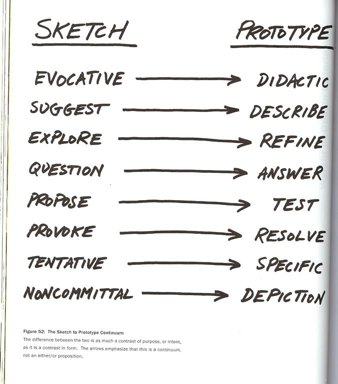 SKETCH PROTOTYPE
EVOCATIVE → DIDACTIC
SUGGEST → DESCRIBE
EXPLORE → REFINE
QUESTION → ANSWER
PROPOSE → TEST
PROVOKE → RESOLVE
TENTATIVE → SPECIFIC
NONCOMMITTAL → DEPICTION
Figure 52: The Sketch to Prototype Continuum
The difference between the two is as much a contrast of purpose, or intent,
as it is a contrast in form. The arrows emphasize that this is a continuum,
not an either/or proposition.